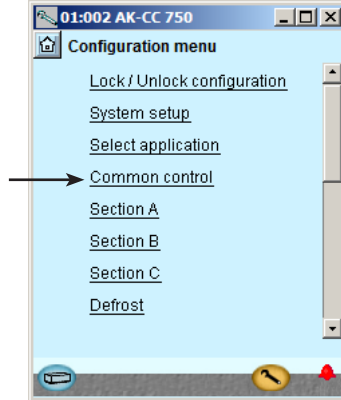 01:002 AK-CC 750
Configuration menu
Lock / Unlock configuration
System setup
Select application
Common control
Section A
Section B
Section C
Defrost